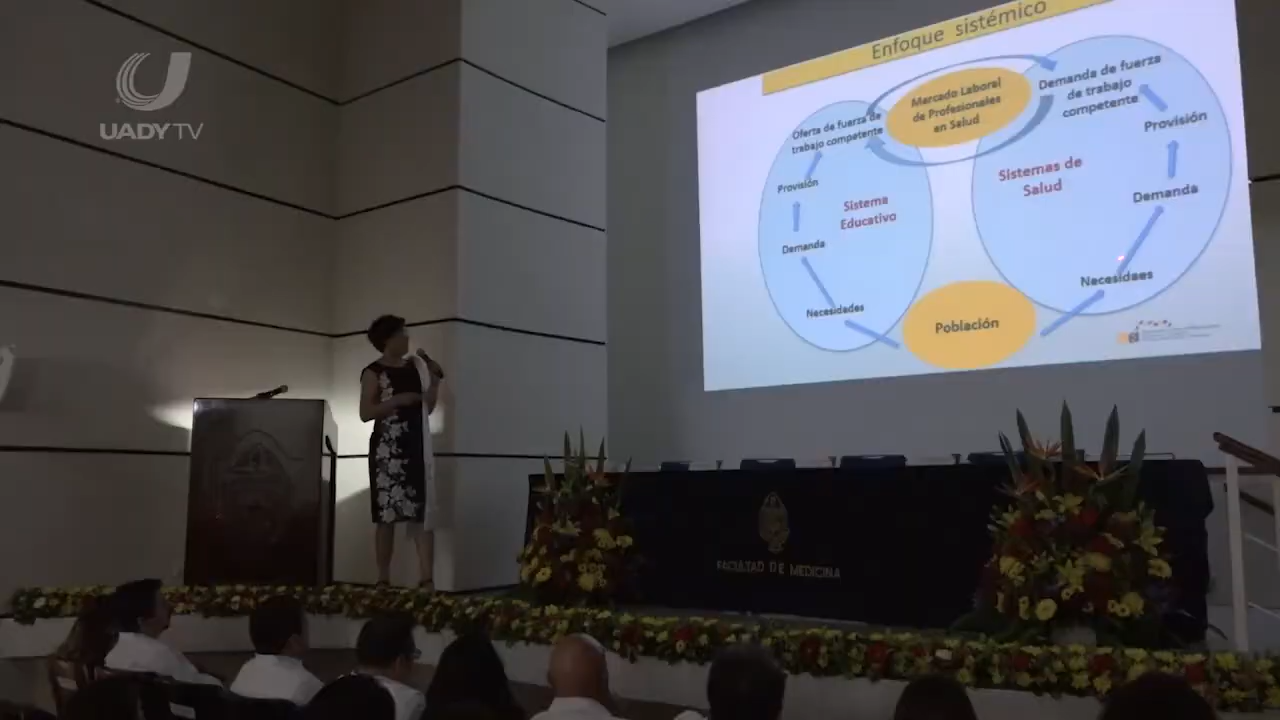 UADY TV
Enfoque sistémico
Mercado Laboral
de Profesionales
en Salud
Oferta de fuerza de
trabajo competente
Provisión
Sistema
Educativo
Demanda
Necesidades
Población
Demanda de fuerza
de trabajo
competente
Provisión
Sistemas de
Salud
Demanda
Necesidaes
FACULTAD DE MEDICINA